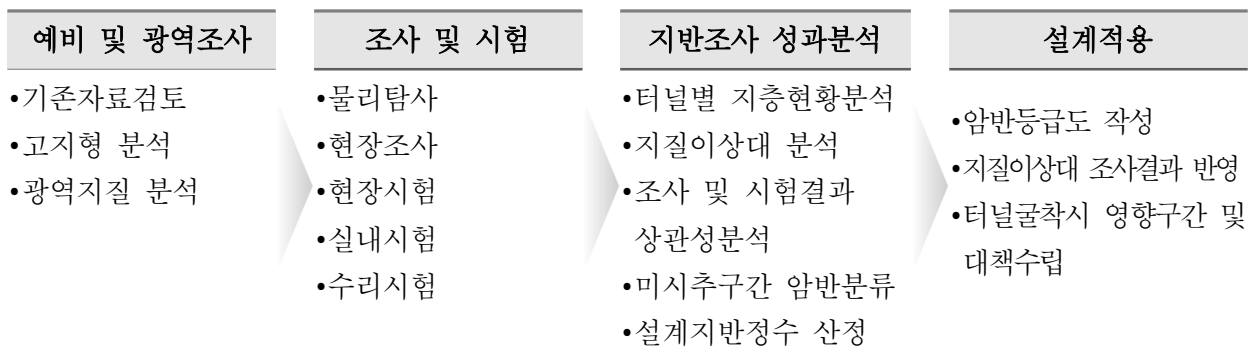 예비 및 광역조사
•기존자료검토
•고지형 분석
•광역지질 분석
조사 및 시험
•물리탐사
•현장조사
•현장시험
•실내시험
•수리시험
지반조사 성과분석
•터널별 지층현황분석
•지질이상대 분석
•조사 및 시험결과
상관성분석
•미시추구간 암반분류
•설계지반정수 산정
설계적용
•암반등급도 작성
•지질이상대 조사결과 반영
•터널굴착시 영향구간 및
대책수립